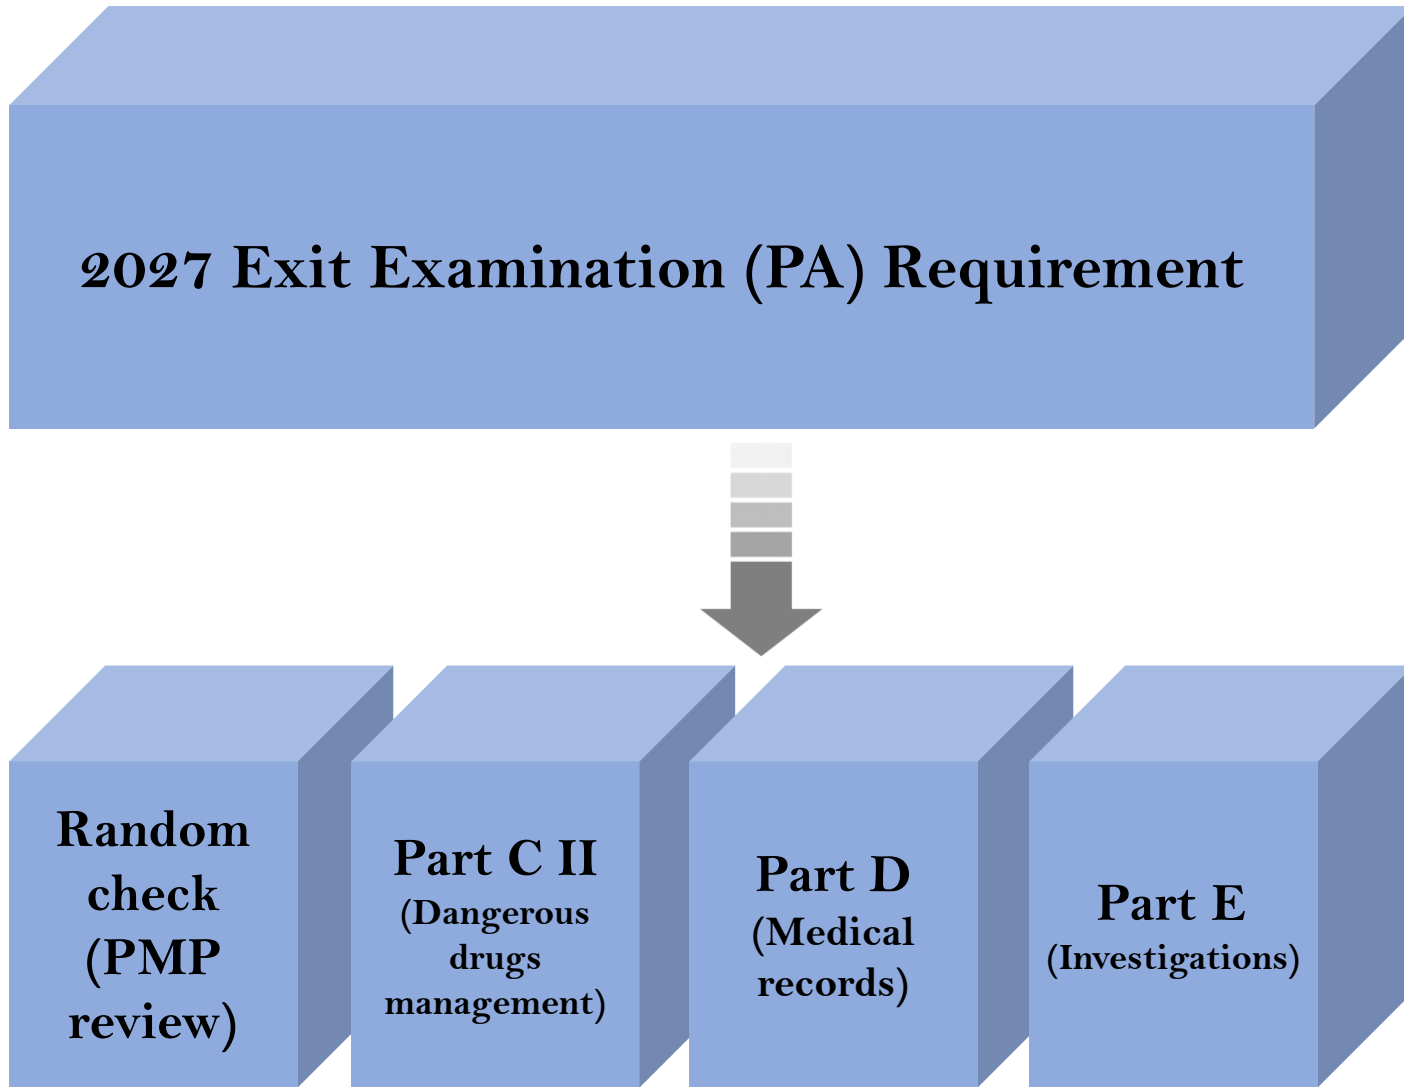 2027 Exit Examination (PA) Requirement
Random
check
(PMP
review)
Part C II
(Dangerous
drugs
management)
Part D
(Medical
records)
Part E
(Investigations)